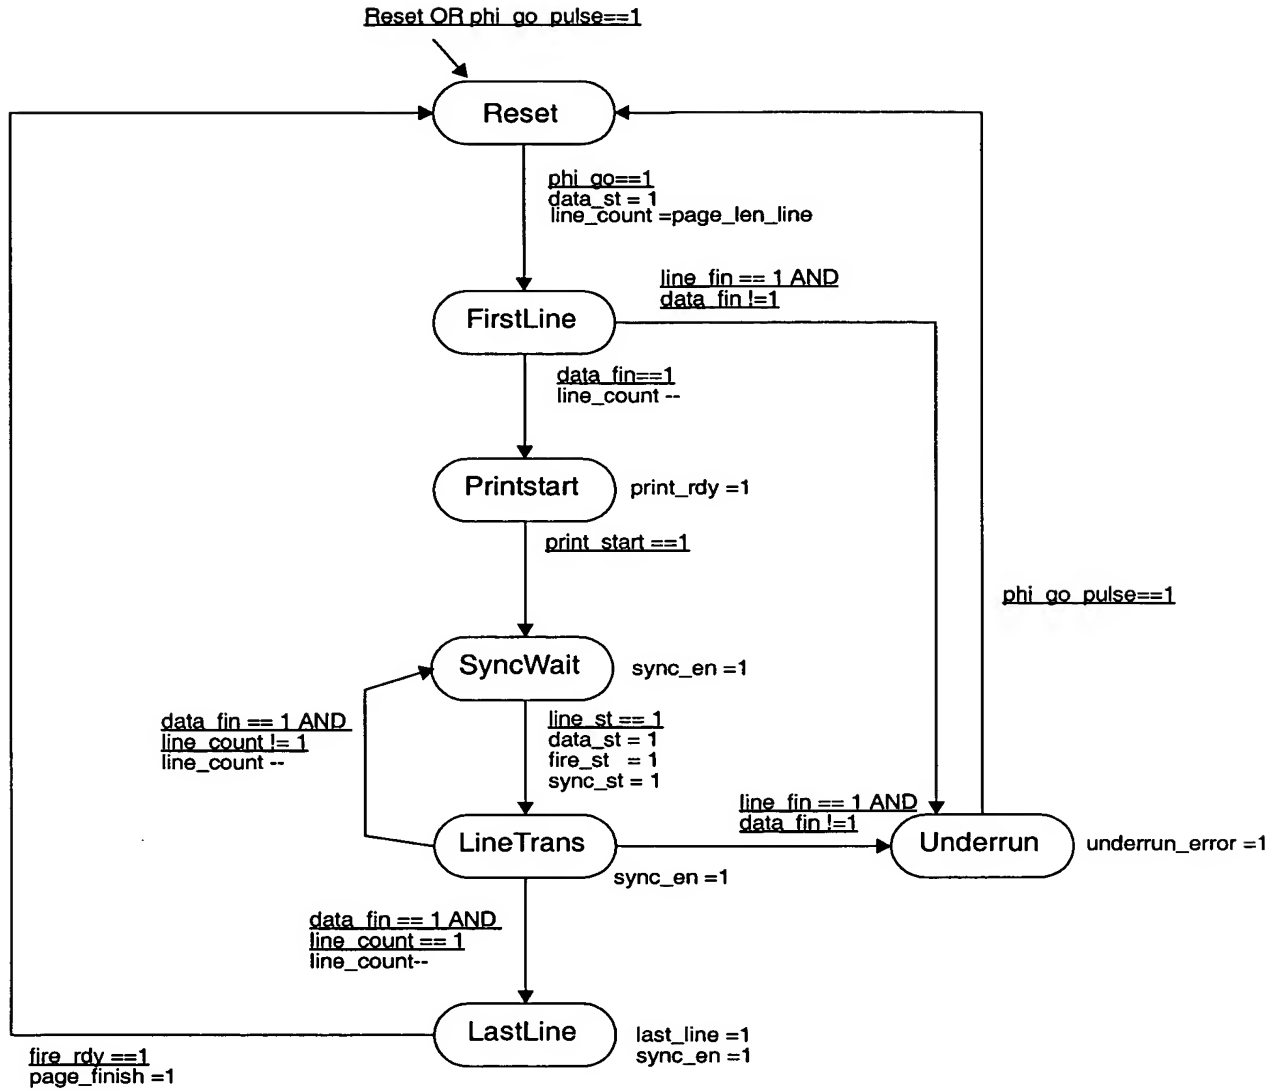 Reset OR phi_go_pulse==1
Reset
phi_go==1
data_st = 1
line_count =page_len_line
line_fin == 1 AND
data_fin !=1
FirstLine
data_fin==1
line_count --
Printstart
print_rdy =1
print_start ==1
phi_go_pulse==1
SyncWait
sync_en =1
data_fin == 1 AND
line_count != 1
line_count --
line_st == 1
data_st = 1
fire_st = 1
sync_st = 1
line_fin == 1 AND
data_fin !=1
LineTrans
sync_en =1
Underrun
underrun_error =1
data_fin == 1 AND
line_count == 1
line_count--
LastLine
last_line =1
sync_en =1
fire_rdy ==1
page_finish =1